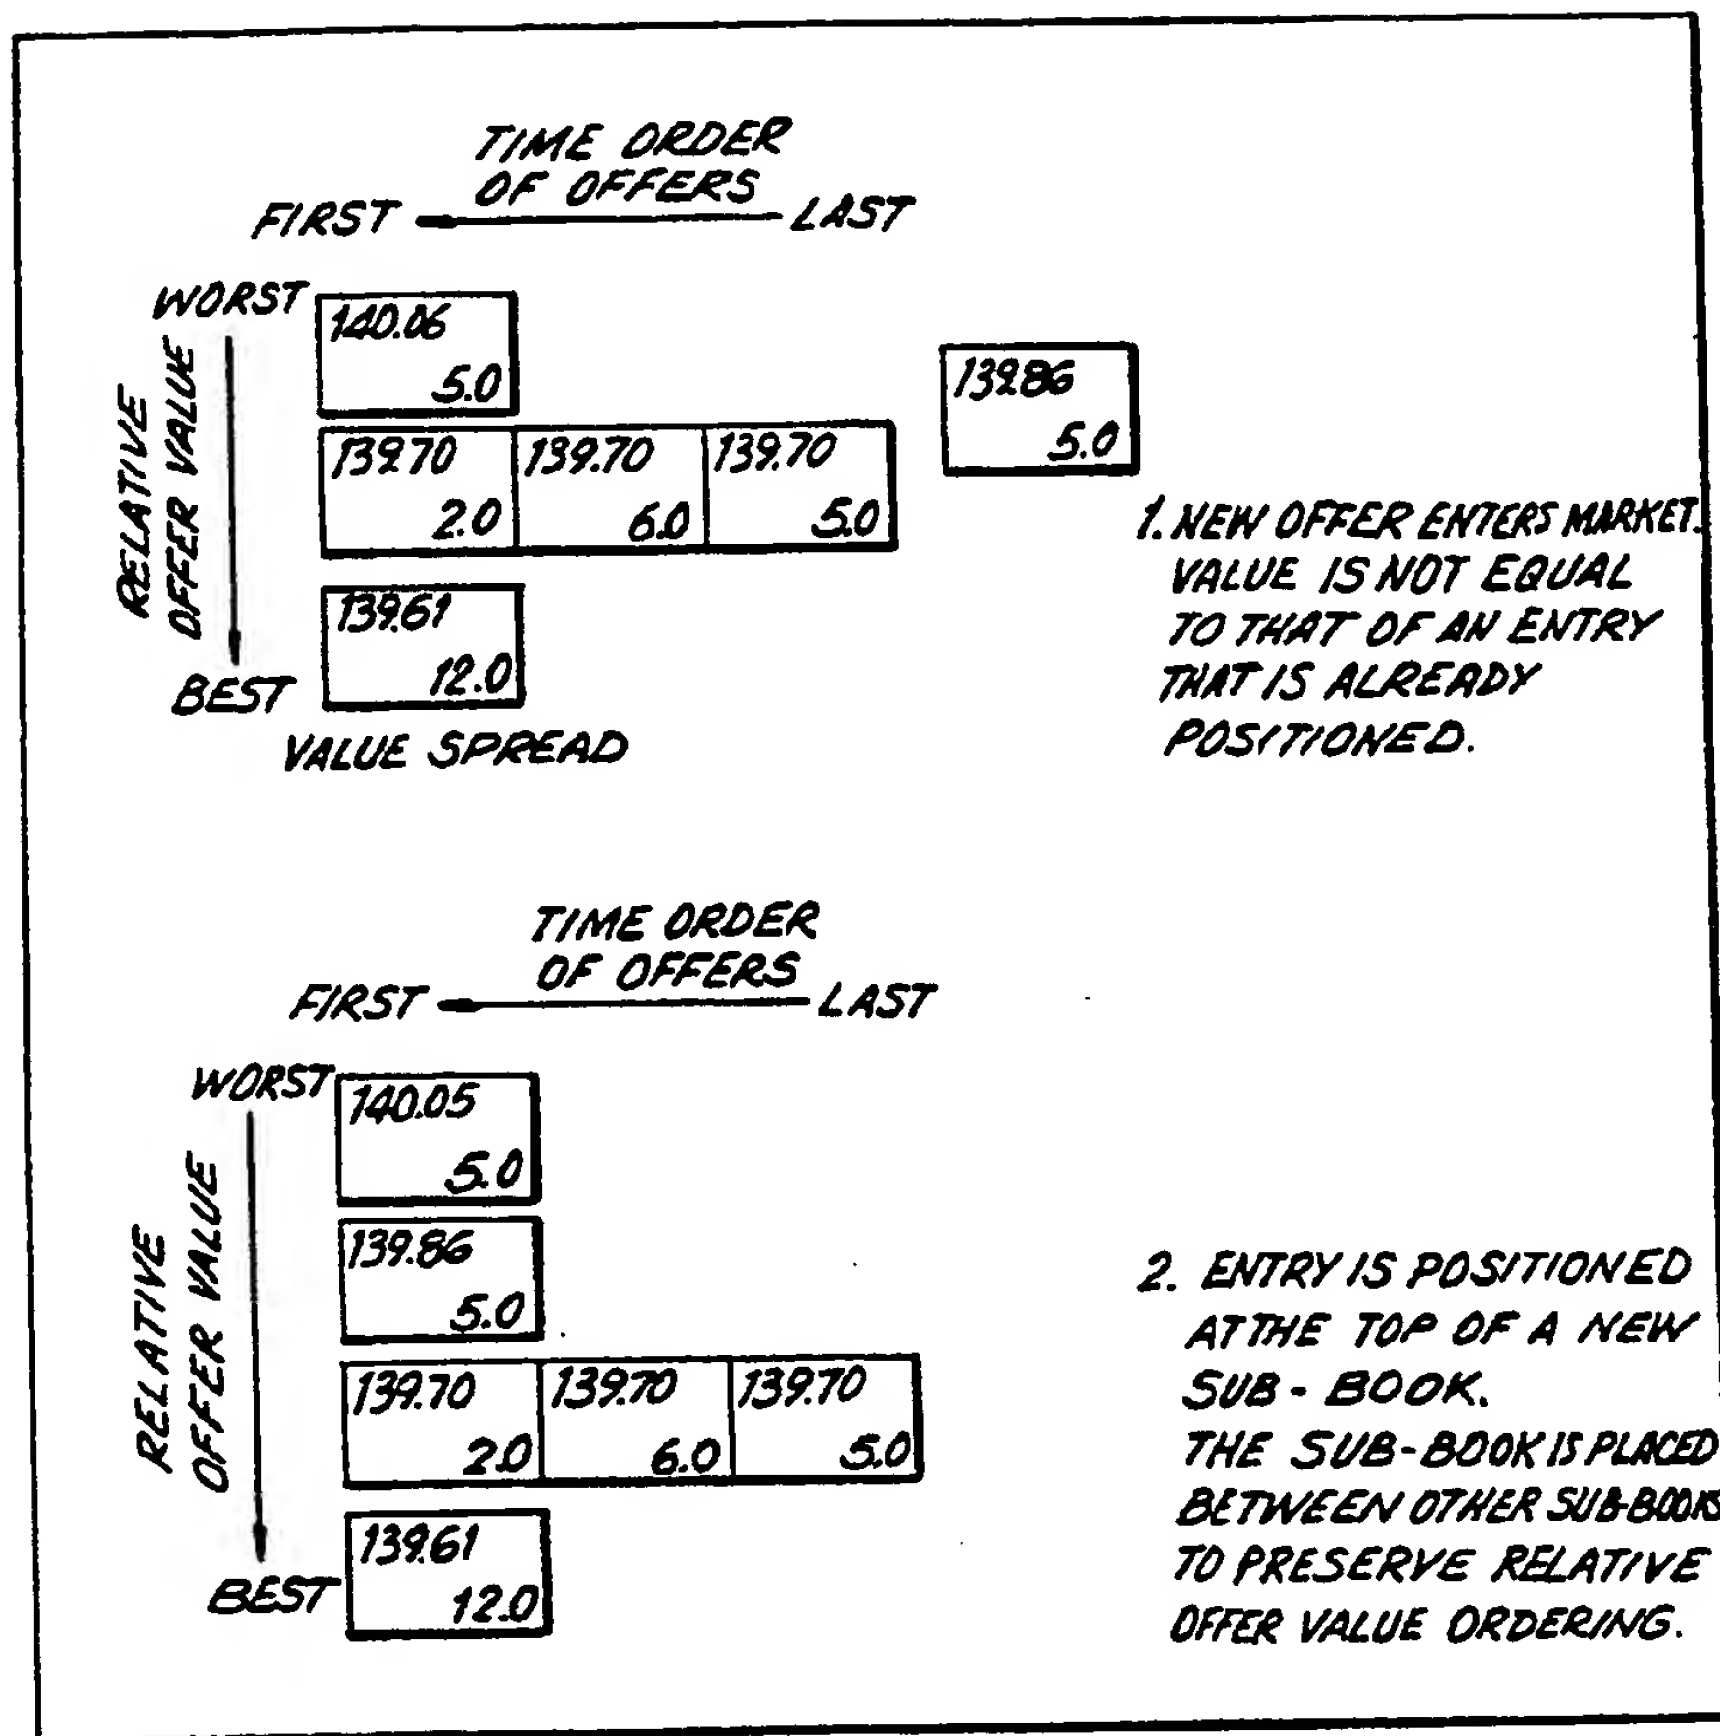 TIME ORDER
OF OFFERS
FIRST LAST
WORST
RELATIVE
OFFER VALUE
BEST
140.06
5.0
139.70 139.70 139.70
2.0 6.0 5.0
139.61
12.0
VALUE SPREAD
139.86
5.0
1. NEW OFFER ENTERS MARKET.
VALUE IS NOT EQUAL
TO THAT OF AN ENTRY
THAT IS ALREADY
POSITIONED.
TIME ORDER
OF OFFERS
FIRST LAST
WORST
RELATIVE
OFFER VALUE
BEST
140.05
5.0
139.86
5.0
139.70 139.70 139.70
2.0 6.0 5.0
139.61
12.0
2. ENTRY IS POSITIONED
AT THE TOP OF A NEW
SUB-BOOK.
THE SUB-BOOK IS PLACED
BETWEEN OTHER SUB-BOOKS
TO PRESERVE RELATIVE
OFFER VALUE ORDERING.